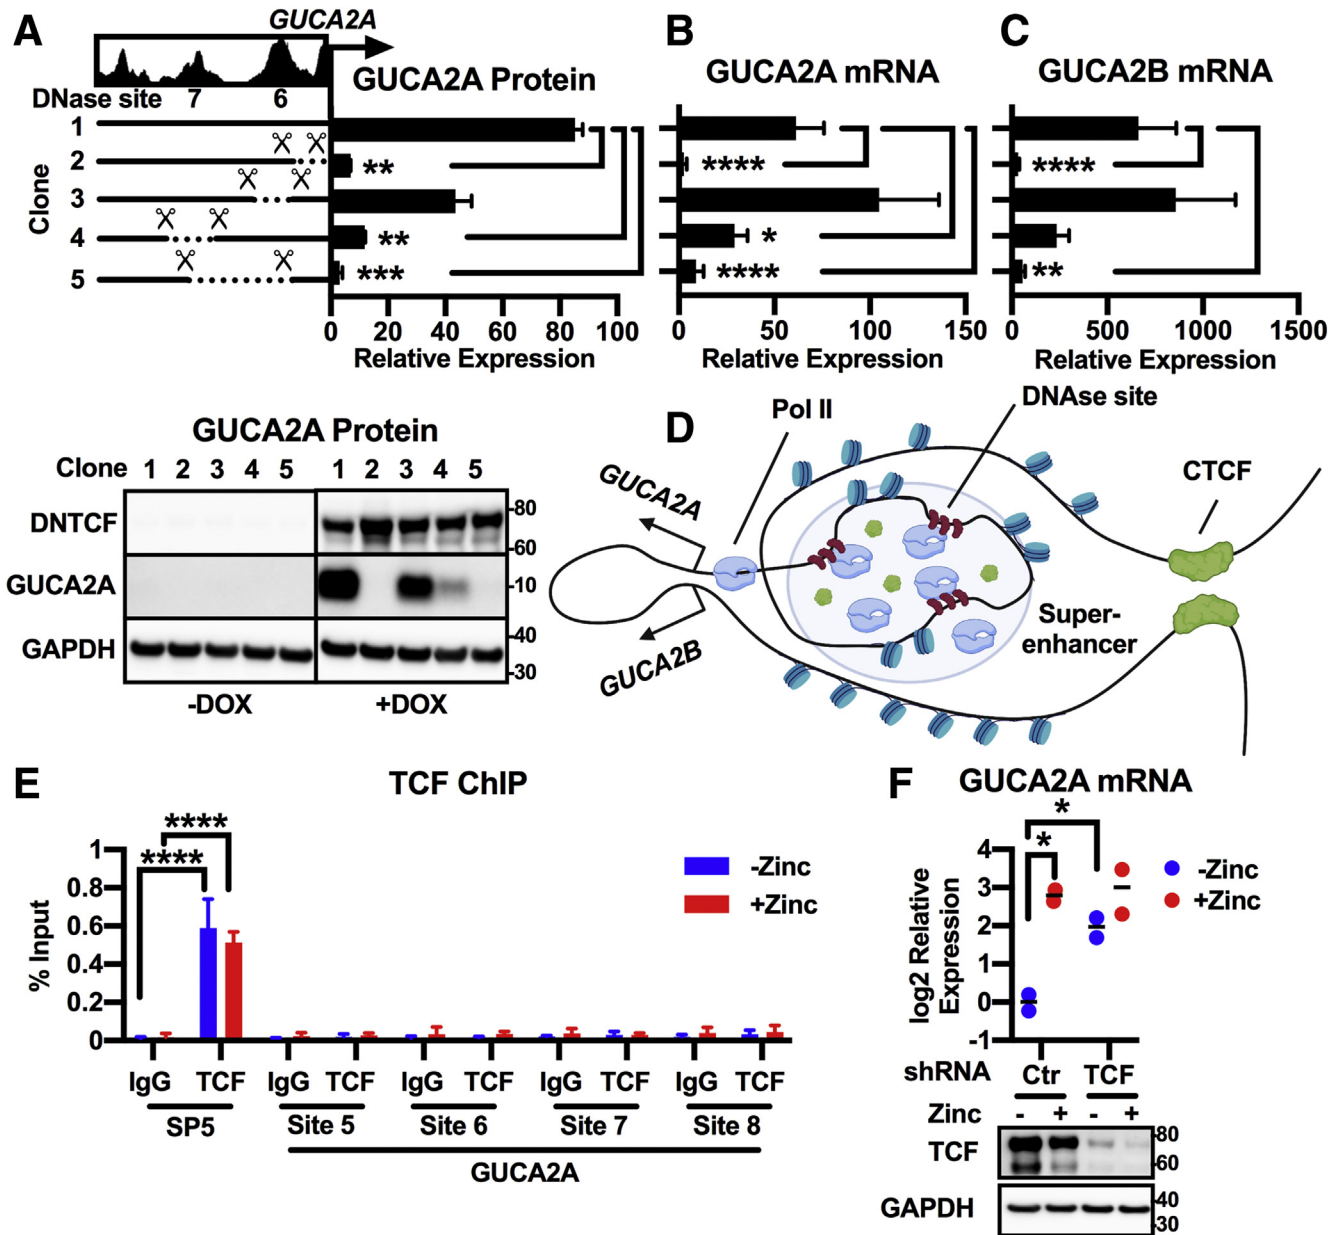 A
GUCA2A
GUCA2A Protein
DNase site 7 6
Clone
1
2 **
3
4 **
5 ***
0 20 40 60 80 100
Relative Expression
B
GUCA2A mRNA
****
*
****
0 50 100 150
Relative Expression
C
GUCA2B mRNA
****
**
0 500 1000 1500
Relative Expression
GUCA2A Protein
Clone 1 2 3 4 5 1 2 3 4 5
DNTCF
-80
-60
GUCA2A
-10
GAPDH
-40
-30
-DOX +DOX
D
Pol II
DNAse site
CTCF
GUCA2A
GUCA2B
Super-
enhancer
E
TCF ChIP
****
****
-Zinc
+Zinc
% Input
1
0.8
0.6
0.4
0.2
0
IgG TCF IgG TCF IgG TCF IgG TCF IgG TCF
SP5 Site 5 Site 6 Site 7 Site 8
GUCA2A
F
GUCA2A mRNA
*
*
-Zinc
+Zinc
log2 Relative
Expression
4
3
2
1
0
-1
shRNA Ctr TCF
Zinc - + - +
TCF
-80
-60
GAPDH
-40
-30